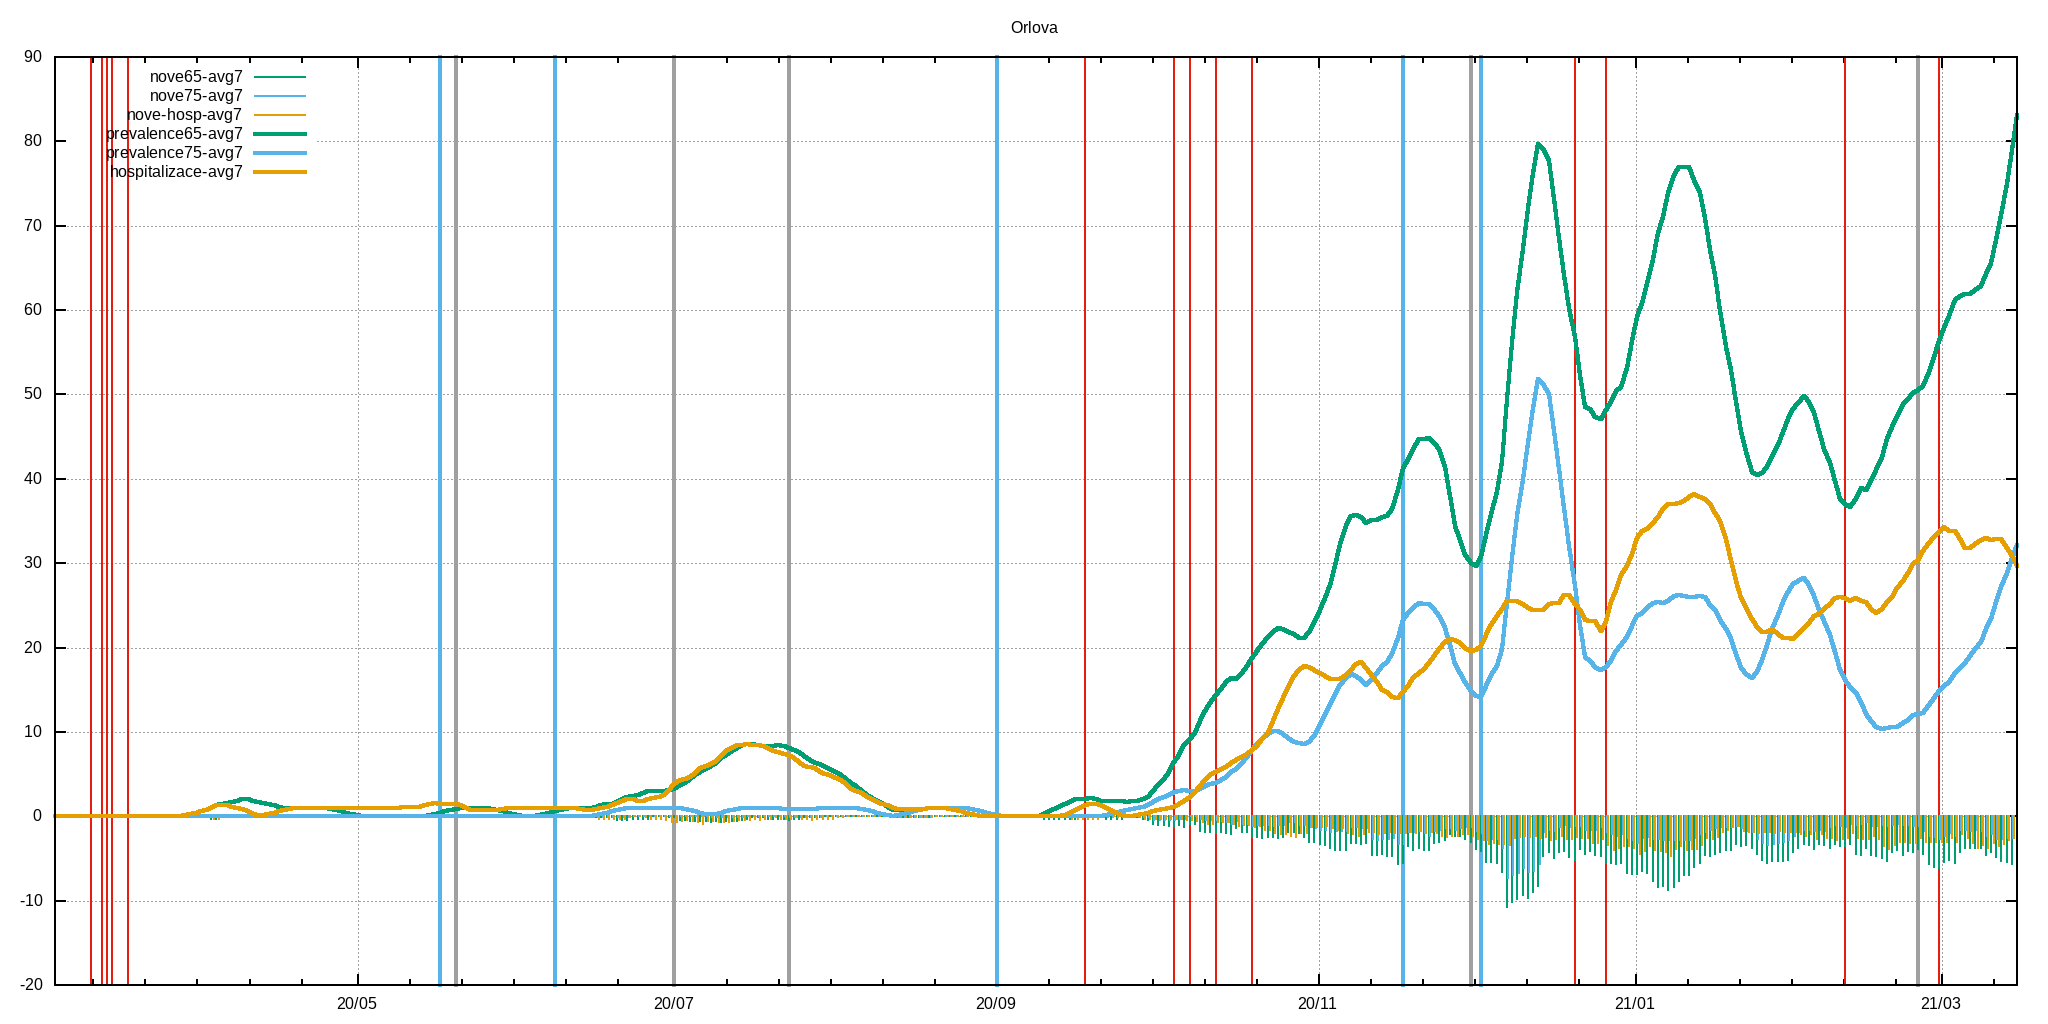 Orlova
90
80
70
60
50
40
30
20
10
0
-10
-20
nove65-avg7
nove75-avg7
nove-hosp-avg7
prevalence65-avg7
prevalence75-avg7
hospitalizace-avg7
20/05 20/07 20/09 20/11 21/01 21/03